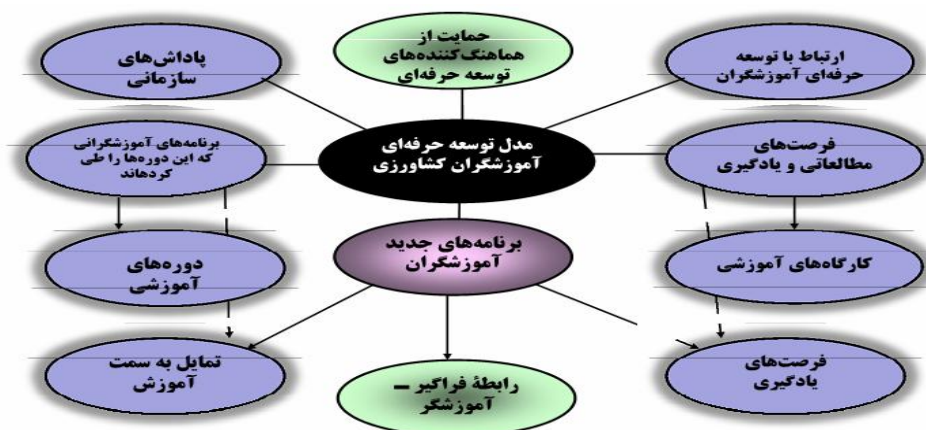 حمایت از
هماهنگ‌کننده‌های
توسعه حرفه‌ای
ارتباط با توسعه
حرفه‌ای آموزشگران
پاداش‌های
سازمانی
مدل توسعه حرفه‌ای
آموزشگران کشاورزی
فرصت‌های
مطالعاتی و یادگیری
برنامه‌های آموزشگرانی
که این دوره‌ها را طی
کردهاند
برنامه‌های جدید
آموزشگران
کارگاه‌های آموزشی
دوره‌های
آموزشی
فرصت‌های
یادگیری
رابطهٔ فراگیر –
آموزشگر
تمایل به سمت
آموزش